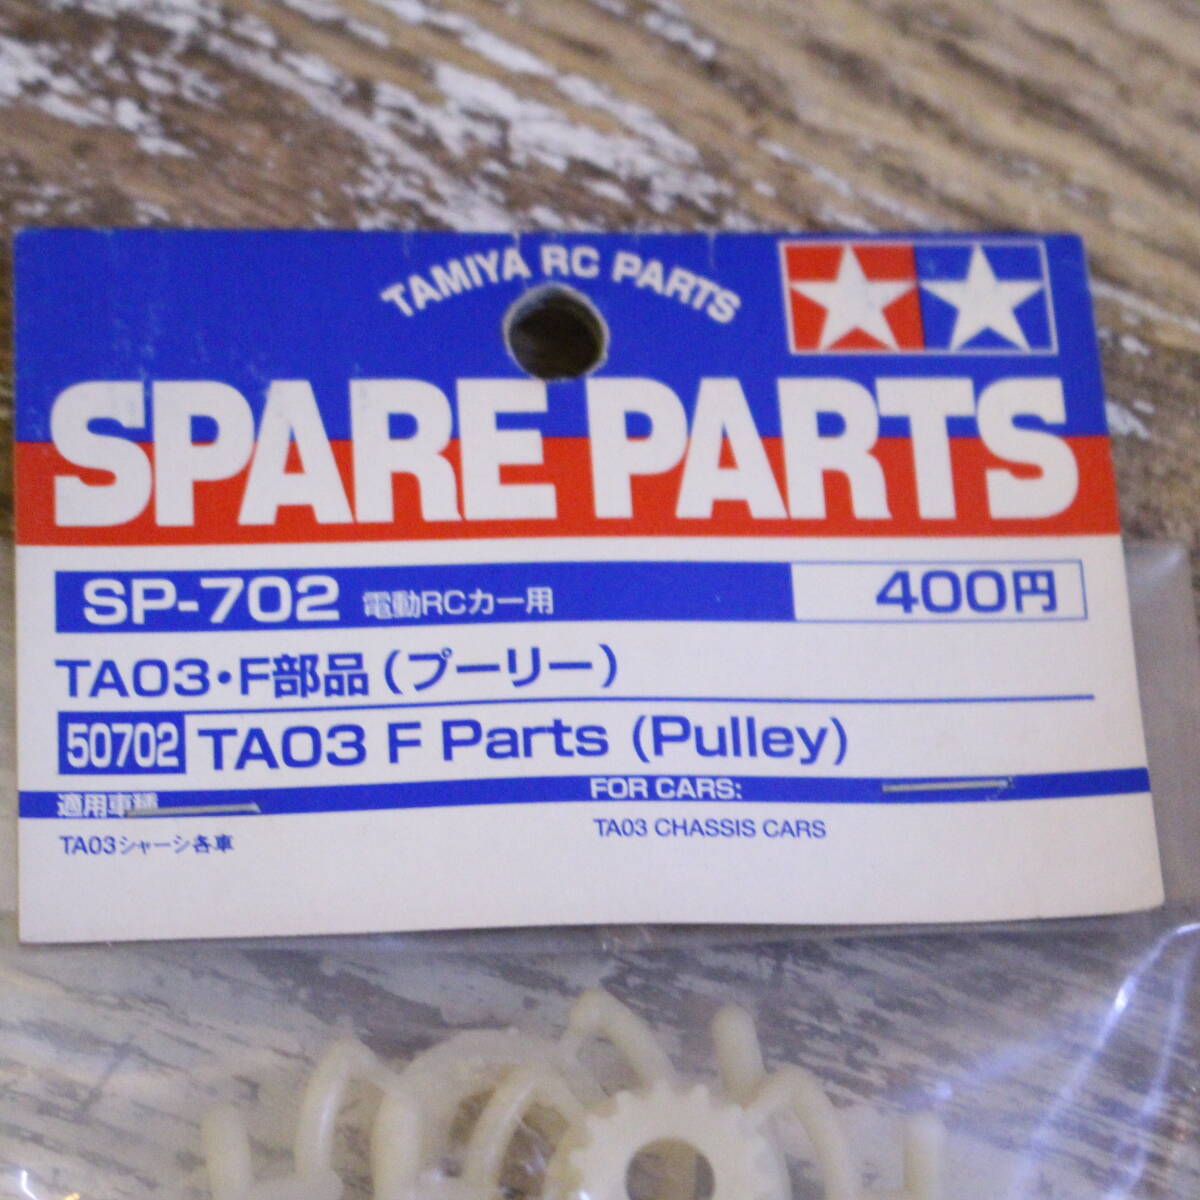 TAMIYA RC PARTS
SPARE PARTS
SP-702 電動RCカー用 400円
TA03・F部品(プーリー)
50702 TA03 F Parts (Pulley)
適用車種
TA03シャーシ各車
FOR CARS:
TA03 CHASSIS CARS